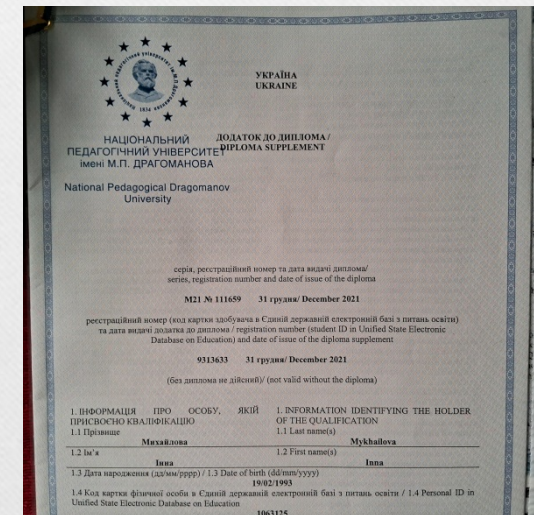 УКРАЇНА
UKRAINE
НАЦІОНАЛЬНИЙ
ПЕДАГОГІЧНИЙ УНІВЕРСИТЕТ
імені М.П. ДРАГОМАНОВА
ДОДАТОК ДО ДИПЛОМА /
DIPLOMA SUPPLEMENT
National Pedagogical Dragomanov
University
серія, реєстраційний номер та дата видачі диплома/
series, registration number and date of issue of the diploma
M21 № 111659 31 грудня/ December 2021
реєстраційний номер (код картки здобувача в Єдиній державній електронній базі з питань освіти)
та дата видачі додатка до диплома / registration number (student ID in Unified State Electronic
Database on Education) and date of issue of the diploma supplement
9313633 31 грудня/ December 2021
(без диплома не дійсний)/ (not valid without the diploma)
1. ІНФОРМАЦІЯ ПРО ОСОБУ, ЯКІЙ
ПРИСВОЄНО КВАЛІФІКАЦІЮ
1. INFORMATION IDENTIFYING THE HOLDER
OF THE QUALIFICATION
1.1 Прізвище 1.1 Last name(s)
Михайлова Mykhailova
1.2 Ім'я 1.2 First name(s)
Інна Inna
1.3 Дата народження (дд/мм/рррр) / 1.3 Date of birth (dd/mm/yyyy)
19/02/1993
1.4 Код картки фізичної особи в Єдиній державній електронній базі з питань освіти / 1.4 Personal ID in
Unified State Electronic Database on Education
1063125